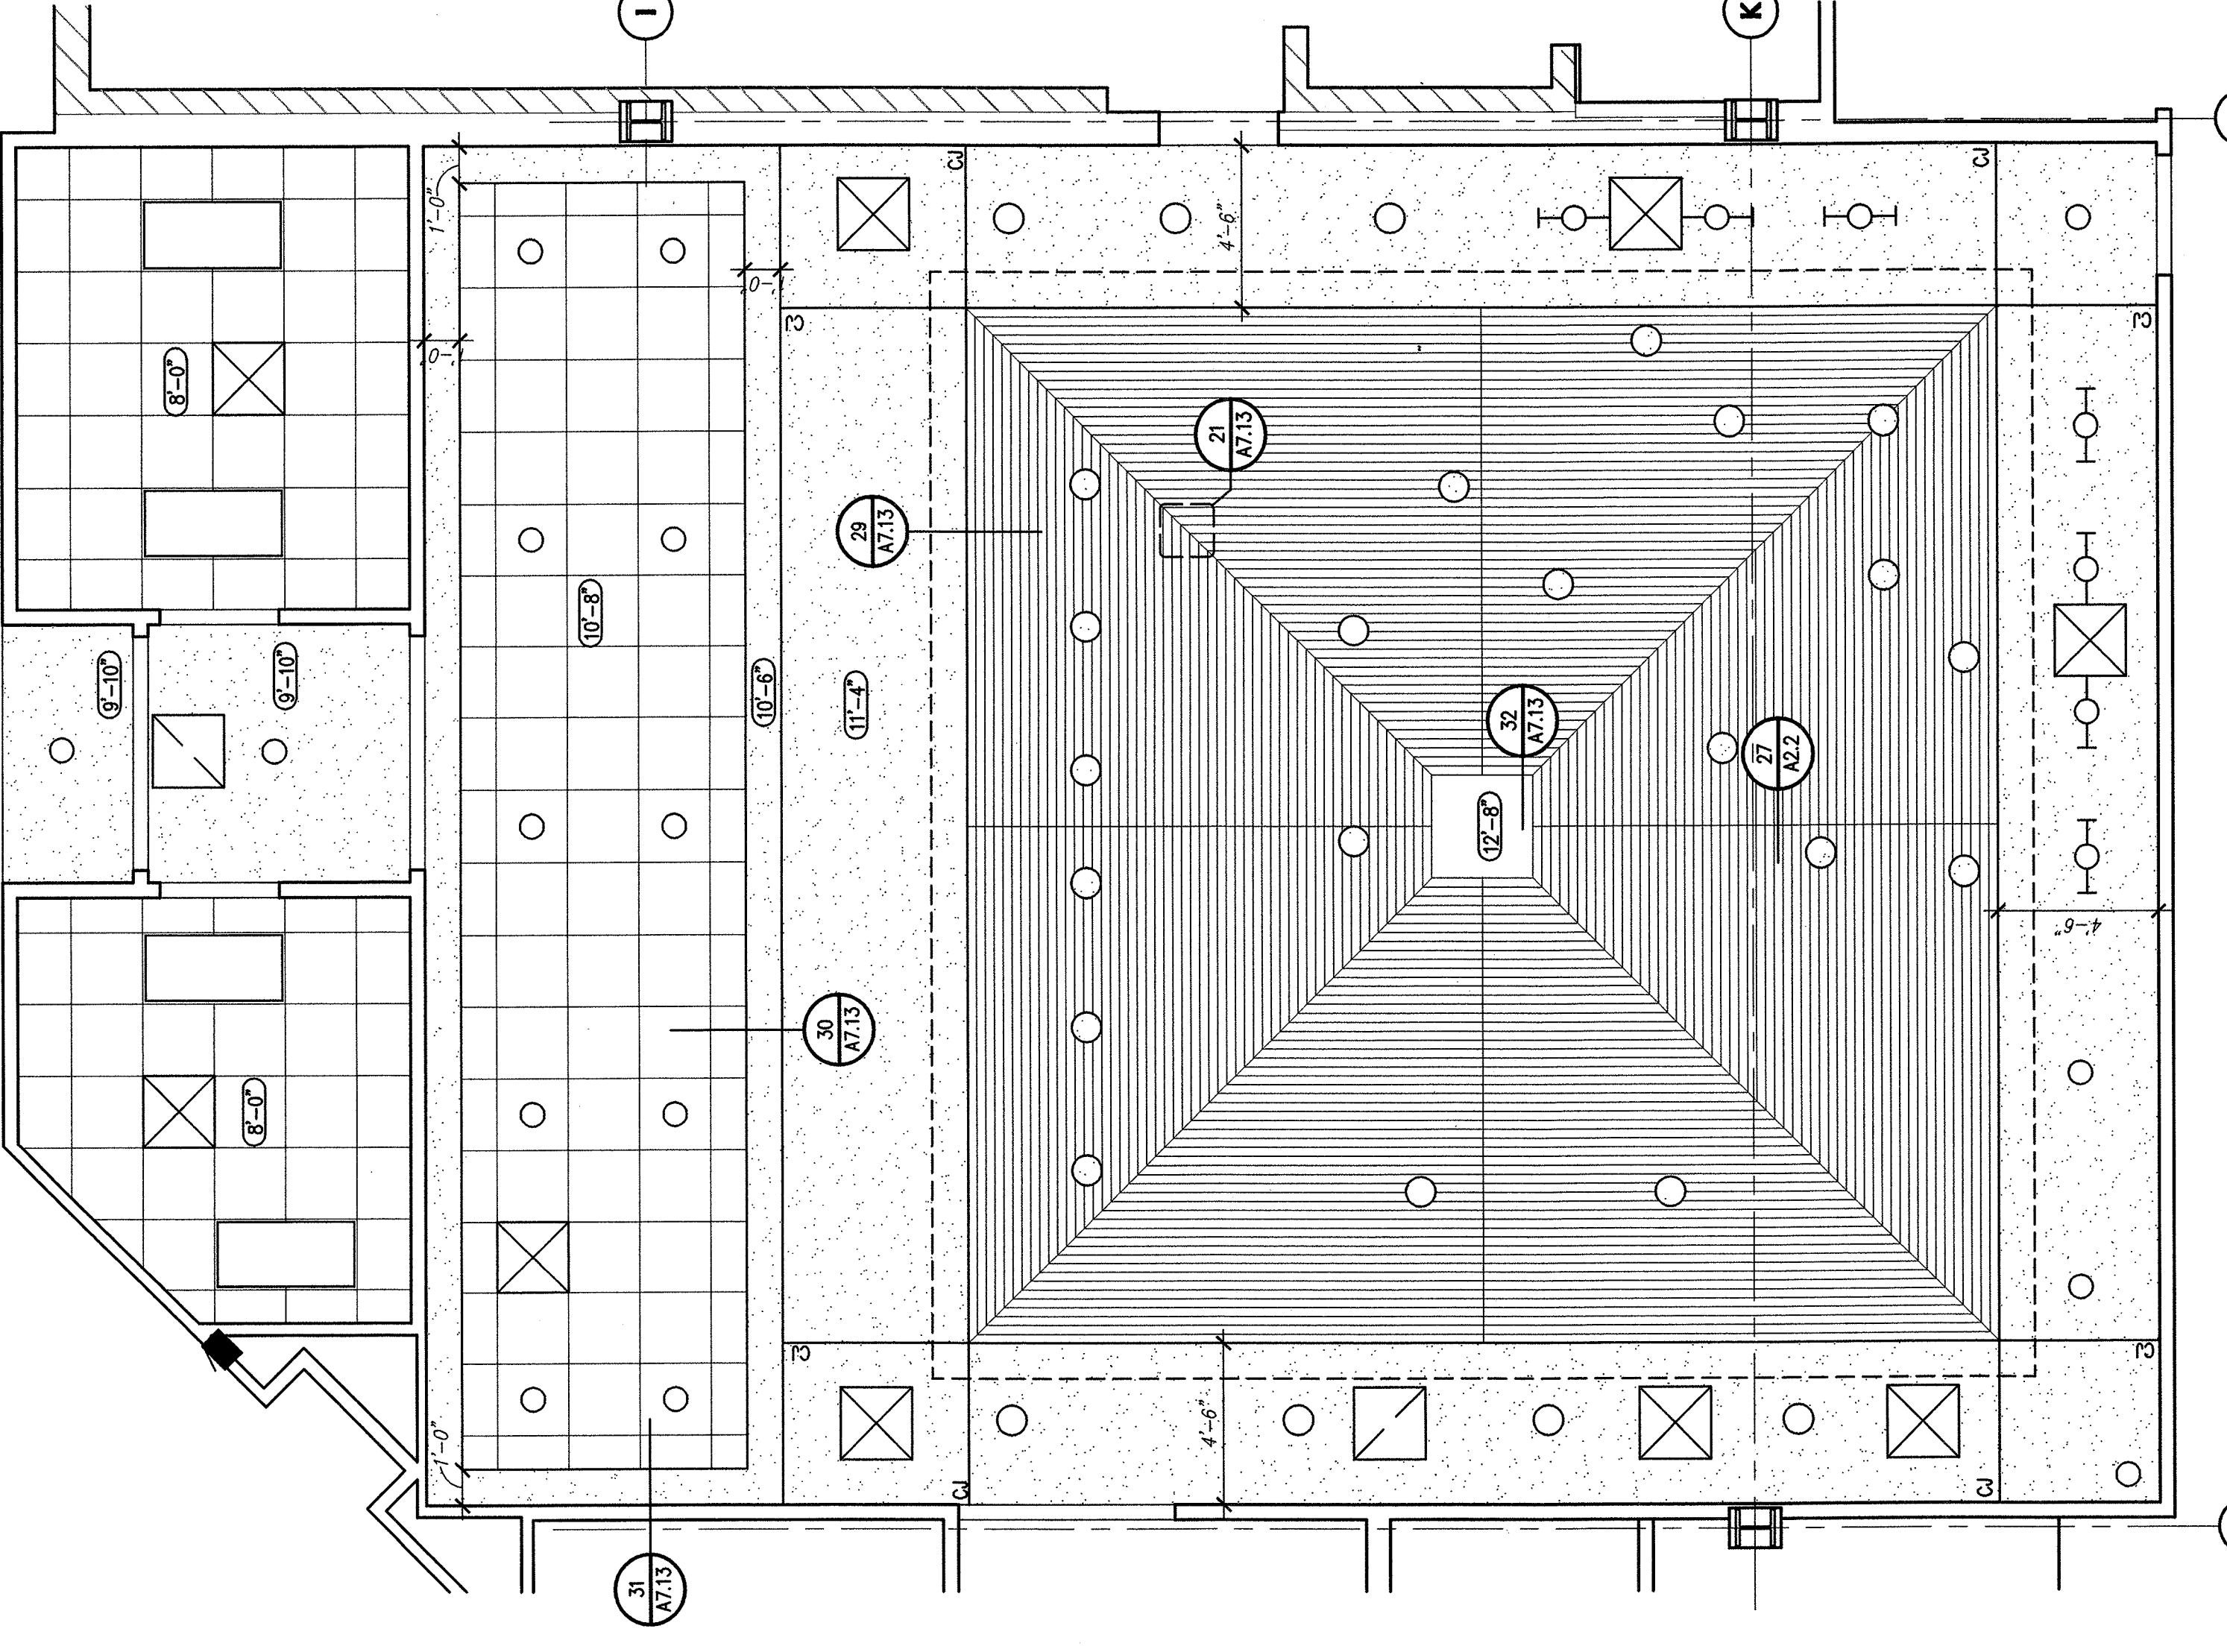 I
K
1'-0"
8'-0"
CJ
CJ
4'-6"
1'-0"
1'-0"
CJ
CJ
21
A7.13
29
A7.13
10'-8"
9'-10"
9'-10"
10'-6"
11'-4"
32
A7.13
27
A2.2
12'-8"
4'-6"
30
A7.13
8'-0"
CJ
CJ
1'-0"
4'-6"
CJ
CJ
31
A7.13